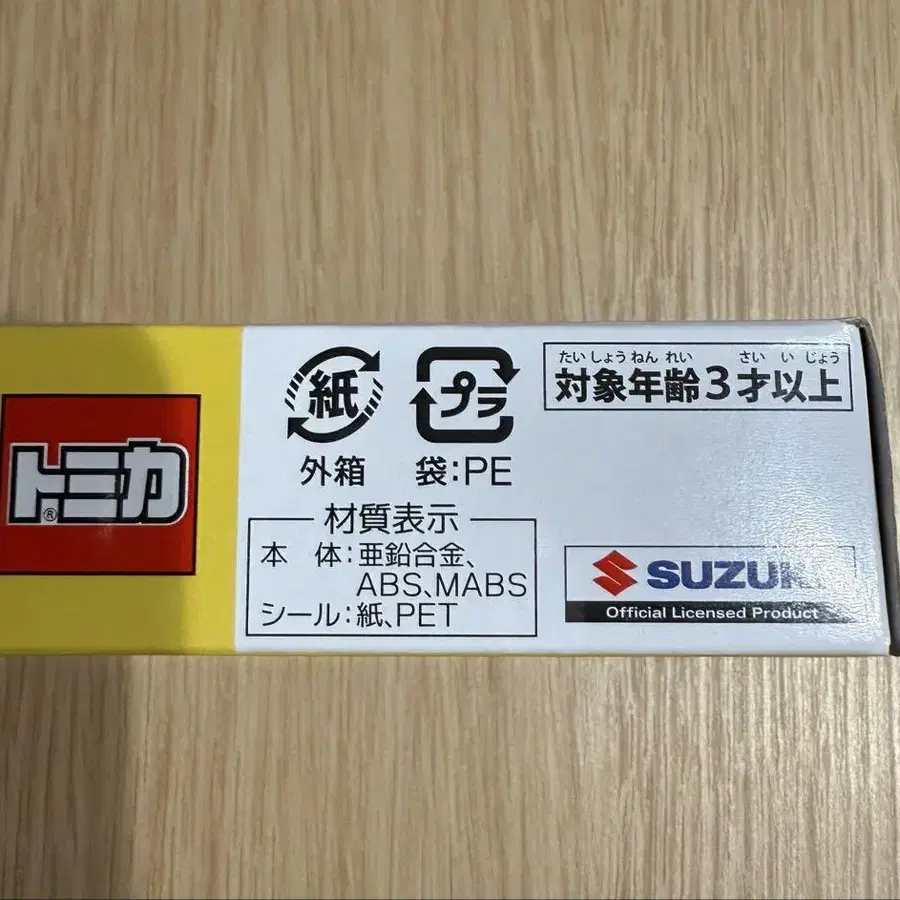 トミカ
®
紙
外箱
プラ
袋:PE
たいしょうねんれい さい い じょう
対象年齢3才以上
材質表示
本 体:亜鉛合金、
ABS、MABS
シール:紙、PET
SUZUKI
Official Licensed Product